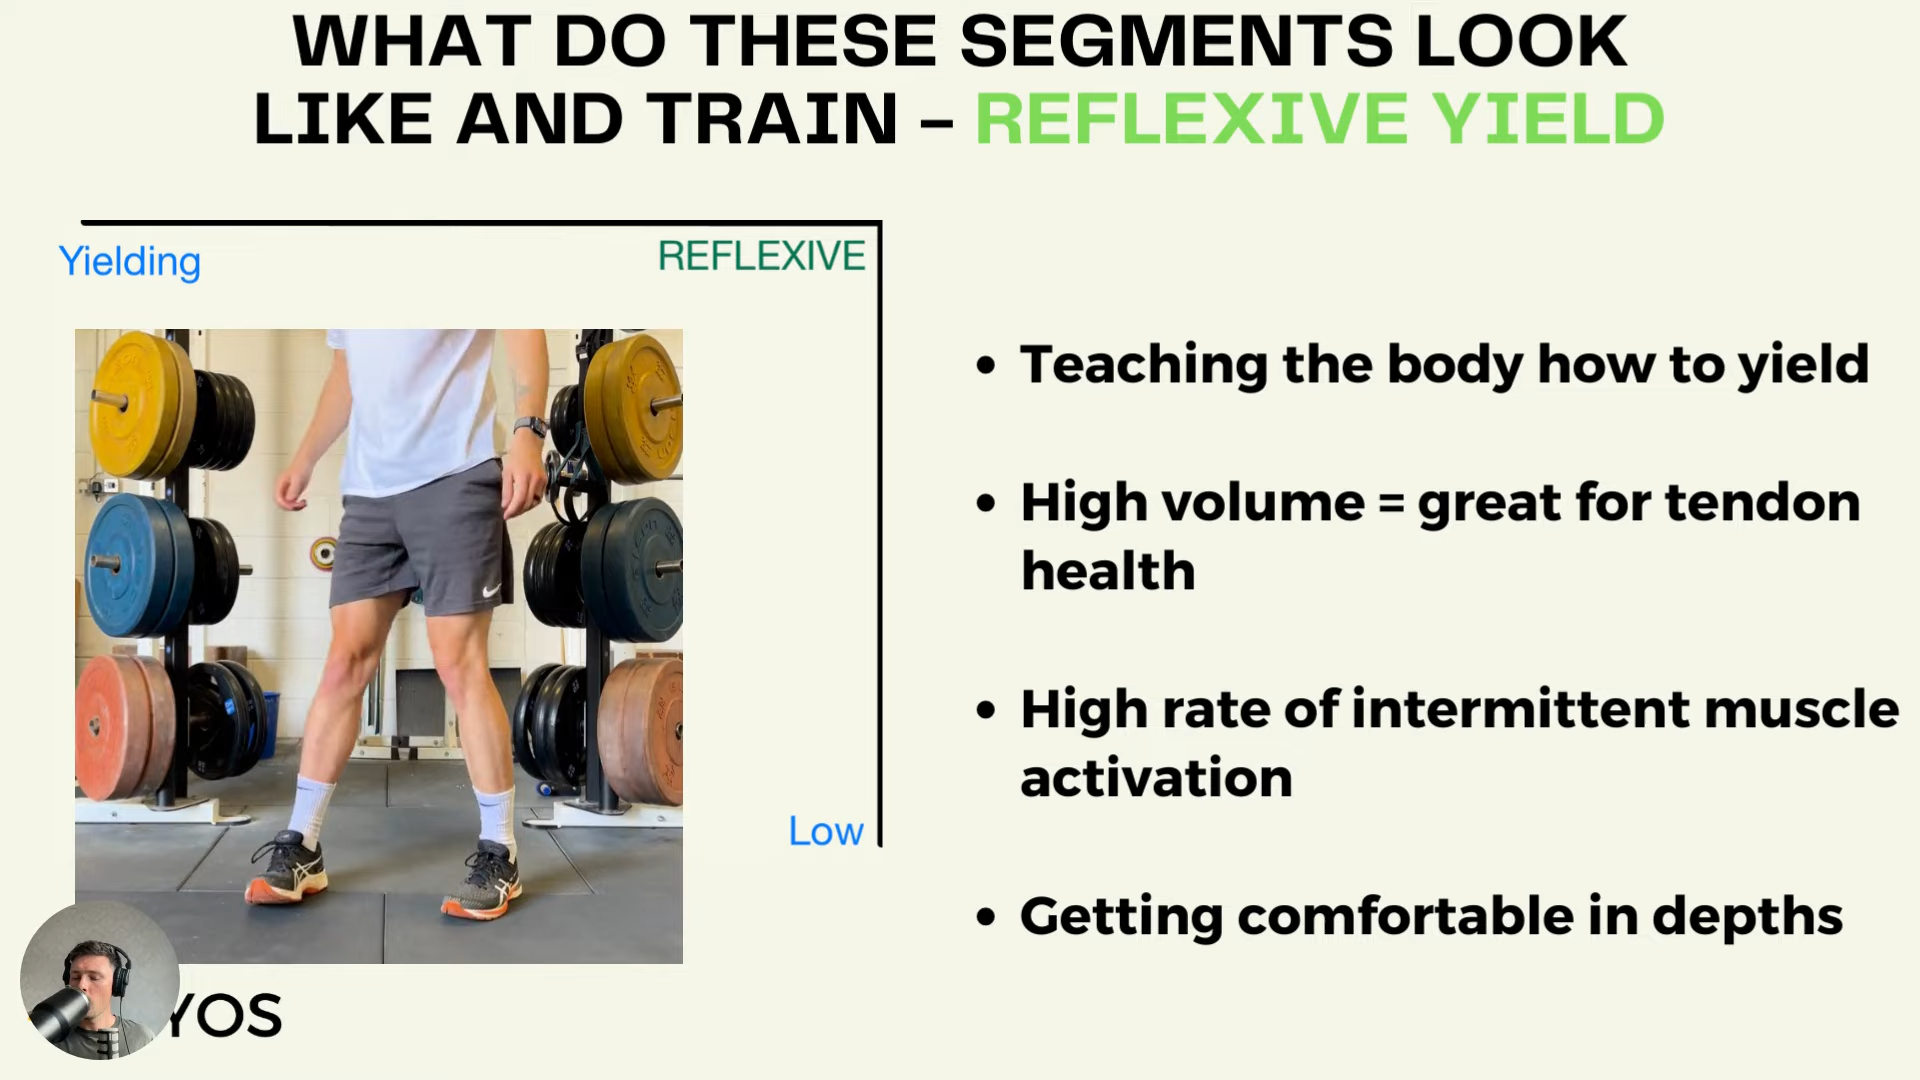 WHAT DO THESE SEGMENTS LOOK
LIKE AND TRAIN – REFLEXIVE YIELD
Yielding
REFLEXIVE
Low
• Teaching the body how to yield
• High volume = great for tendon
health
• High rate of intermittent muscle
activation
• Getting comfortable in depths
YOS